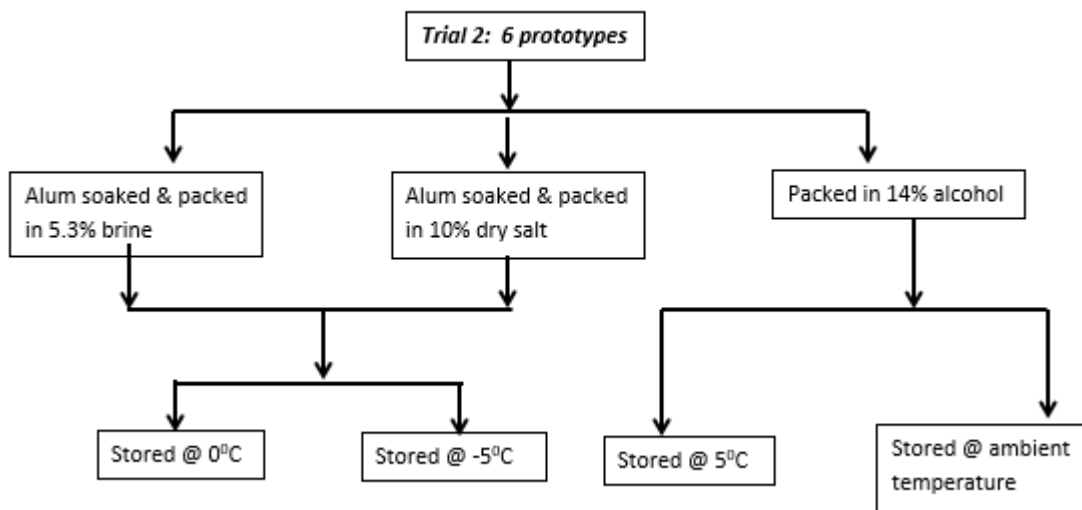 Trial 2: 6 prototypes
Alum soaked & packed
in 5.3% brine
Alum soaked & packed
in 10% dry salt
Packed in 14% alcohol
Stored @ 0⁰C
Stored @ -5⁰C
Stored @ 5⁰C
Stored @ ambient
temperature